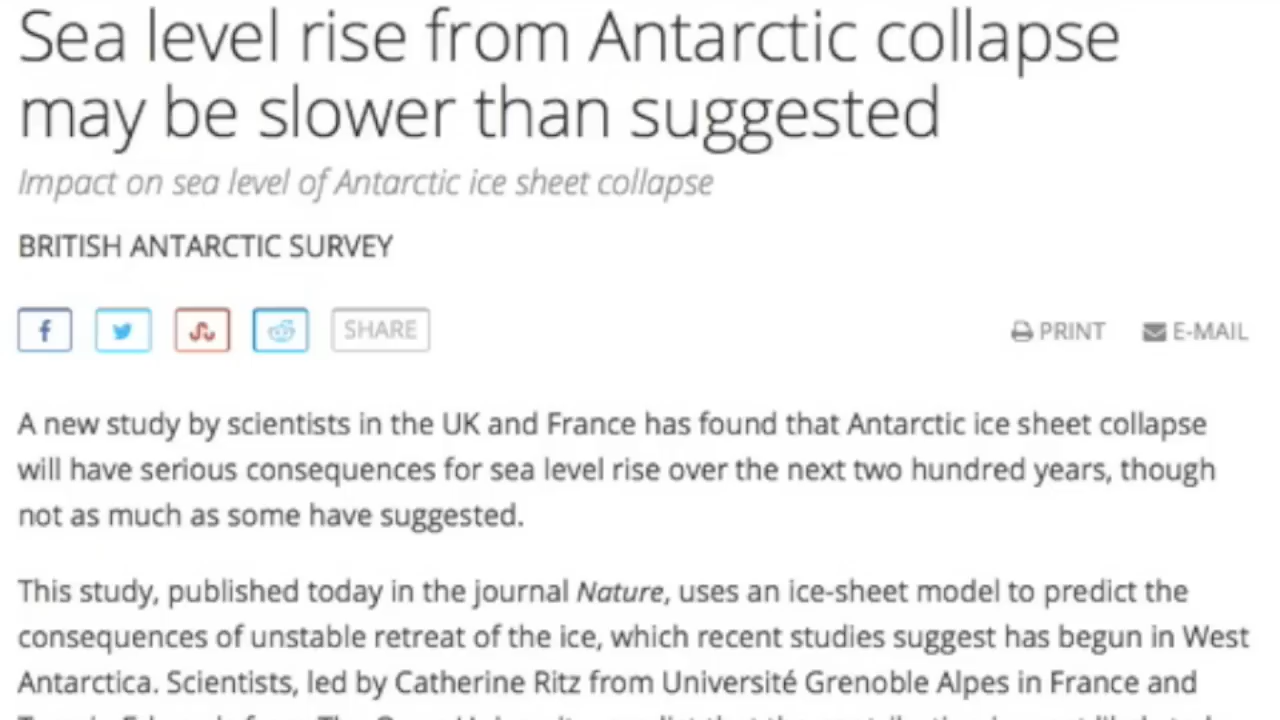 Sea level rise from Antarctic collapse
may be slower than suggested
Impact on sea level of Antarctic ice sheet collapse
BRITISH ANTARCTIC SURVEY
f SHARE PRINT E-MAIL
A new study by scientists in the UK and France has found that Antarctic ice sheet collapse
will have serious consequences for sea level rise over the next two hundred years, though
not as much as some have suggested.
This study, published today in the journal Nature, uses an ice-sheet model to predict the
consequences of unstable retreat of the ice, which recent studies suggest has begun in West
Antarctica. Scientists, led by Catherine Ritz from Université Grenoble Alpes in France and